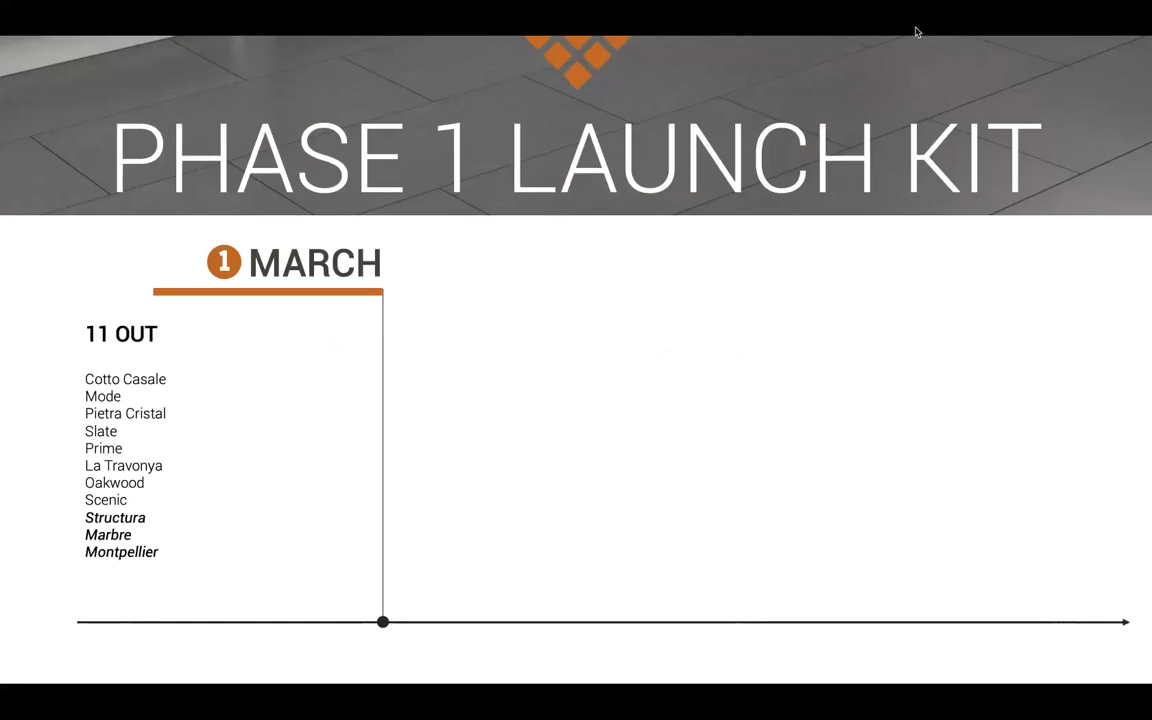 PHASE 1 LAUNCH KIT
1 MARCH
11 OUT
Cotto Casale
Mode
Pietra Cristal
Slate
Prime
La Travonya
Oakwood
Scenic
Structura
Marbre
Montpellier